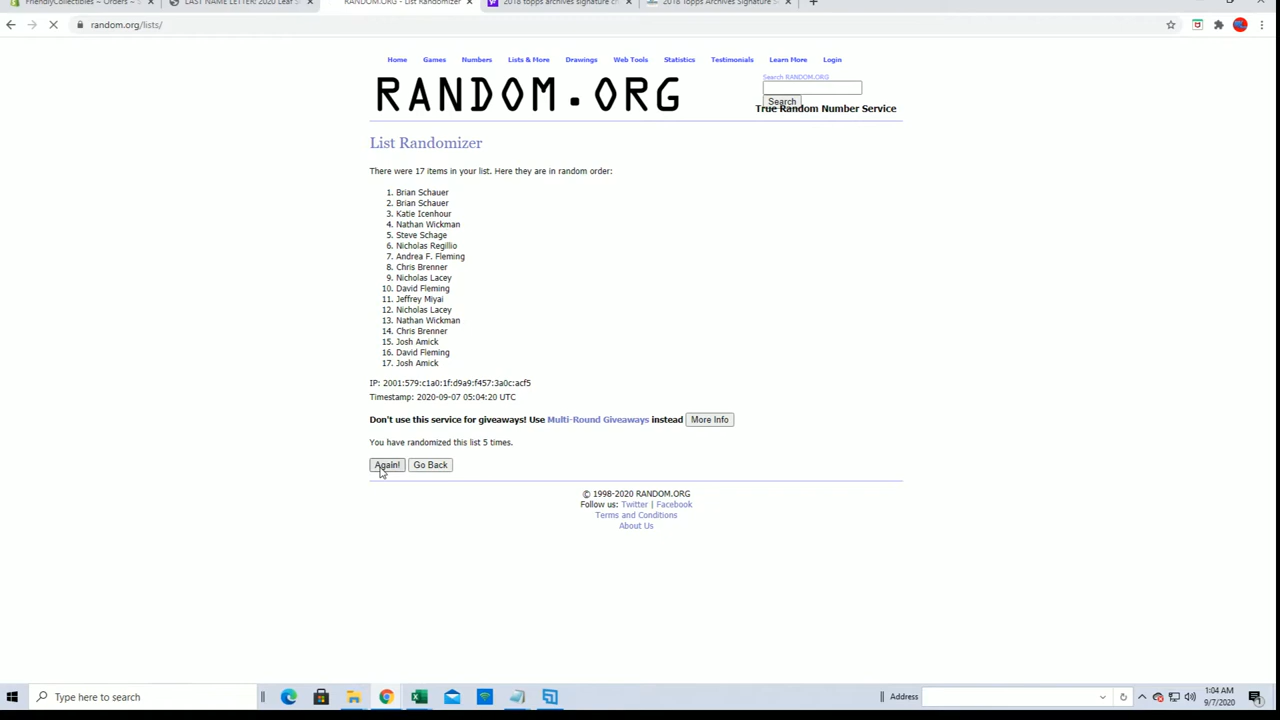 FriendlyCollectibles – Orders –
LAST NAME LETTER: 2020 Leaf
RANDOM.ORG - List Randomizer
2018 topps archives signature
2018 Topps Archives Signature
random.org/lists/
Home Games Numbers Lists & More Drawings Web Tools Statistics Testimonials Learn More Login
RANDOM.ORG
Search RANDOM.ORG
Search
True Random Number Service
List Randomizer
There were 17 items in your list. Here they are in random order:
1. Brian Schauer
2. Brian Schauer
3. Katie Icenhour
4. Nathan Wickman
5. Steve Schage
6. Nicholas Regillio
7. Andrea F. Fleming
8. Chris Brenner
9. Nicholas Lacey
10. David Fleming
11. Jeffrey Miyai
12. Nicholas Lacey
13. Nathan Wickman
14. Chris Brenner
15. Josh Amick
16. David Fleming
17. Josh Amick
IP: 2001:579:c1a0:1f:d9a9:f457:3a0c:acf5
Timestamp: 2020-09-07 05:04:20 UTC
Don't use this service for giveaways! Use Multi-Round Giveaways instead More Info
You have randomized this list 5 times.
Again! Go Back
© 1998-2020 RANDOM.ORG
Follow us: Twitter | Facebook
Terms and Conditions
About Us
Type here to search
Address
1:04 AM
9/7/2020